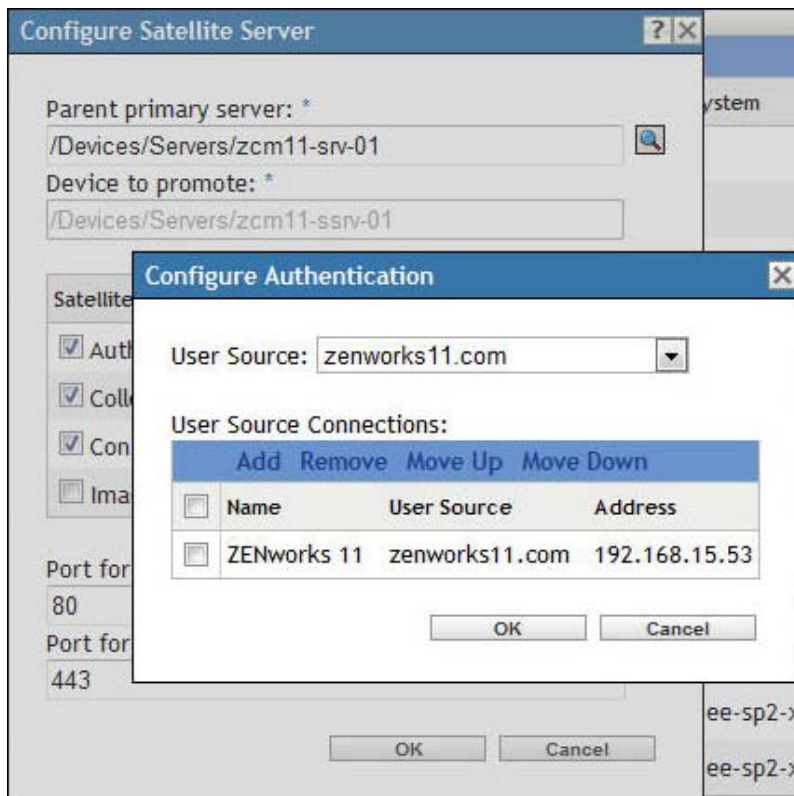 Configure Satellite Server
?
Parent primary server: *
/Devices/Servers/zcm11-srv-01
Device to promote: *
/Devices/Servers/zcm11-ssrv-01
Satellite
Auth
Colle
Con
Ima
Port for
80
Port for
443
OK Cancel
Configure Authentication
User Source: zenworks11.com
User Source Connections:
Add Remove Move Up Move Down
Name User Source Address
ZENworks 11 zenworks11.com 192.168.15.53
OK Cancel
ystem
ee-sp2-x
ee-sp2-x